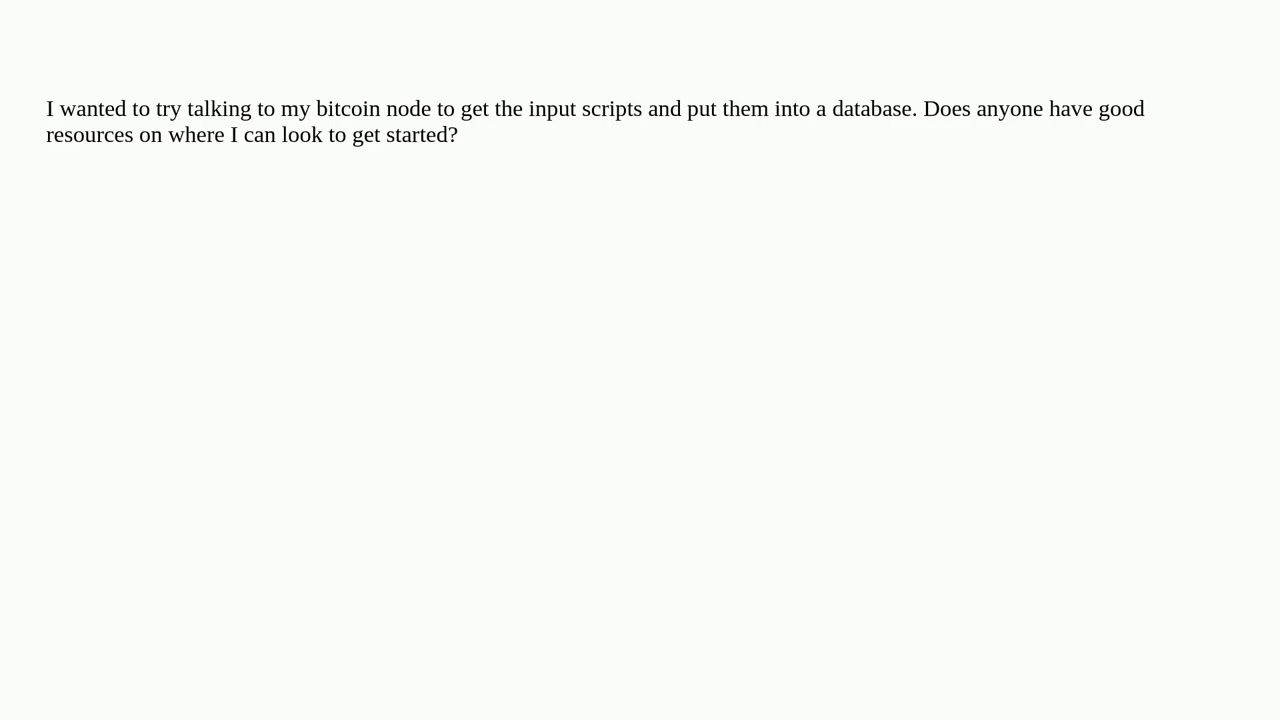 I wanted to try talking to my bitcoin node to get the input scripts and put them into a database. Does anyone have good
resources on where I can look to get started?